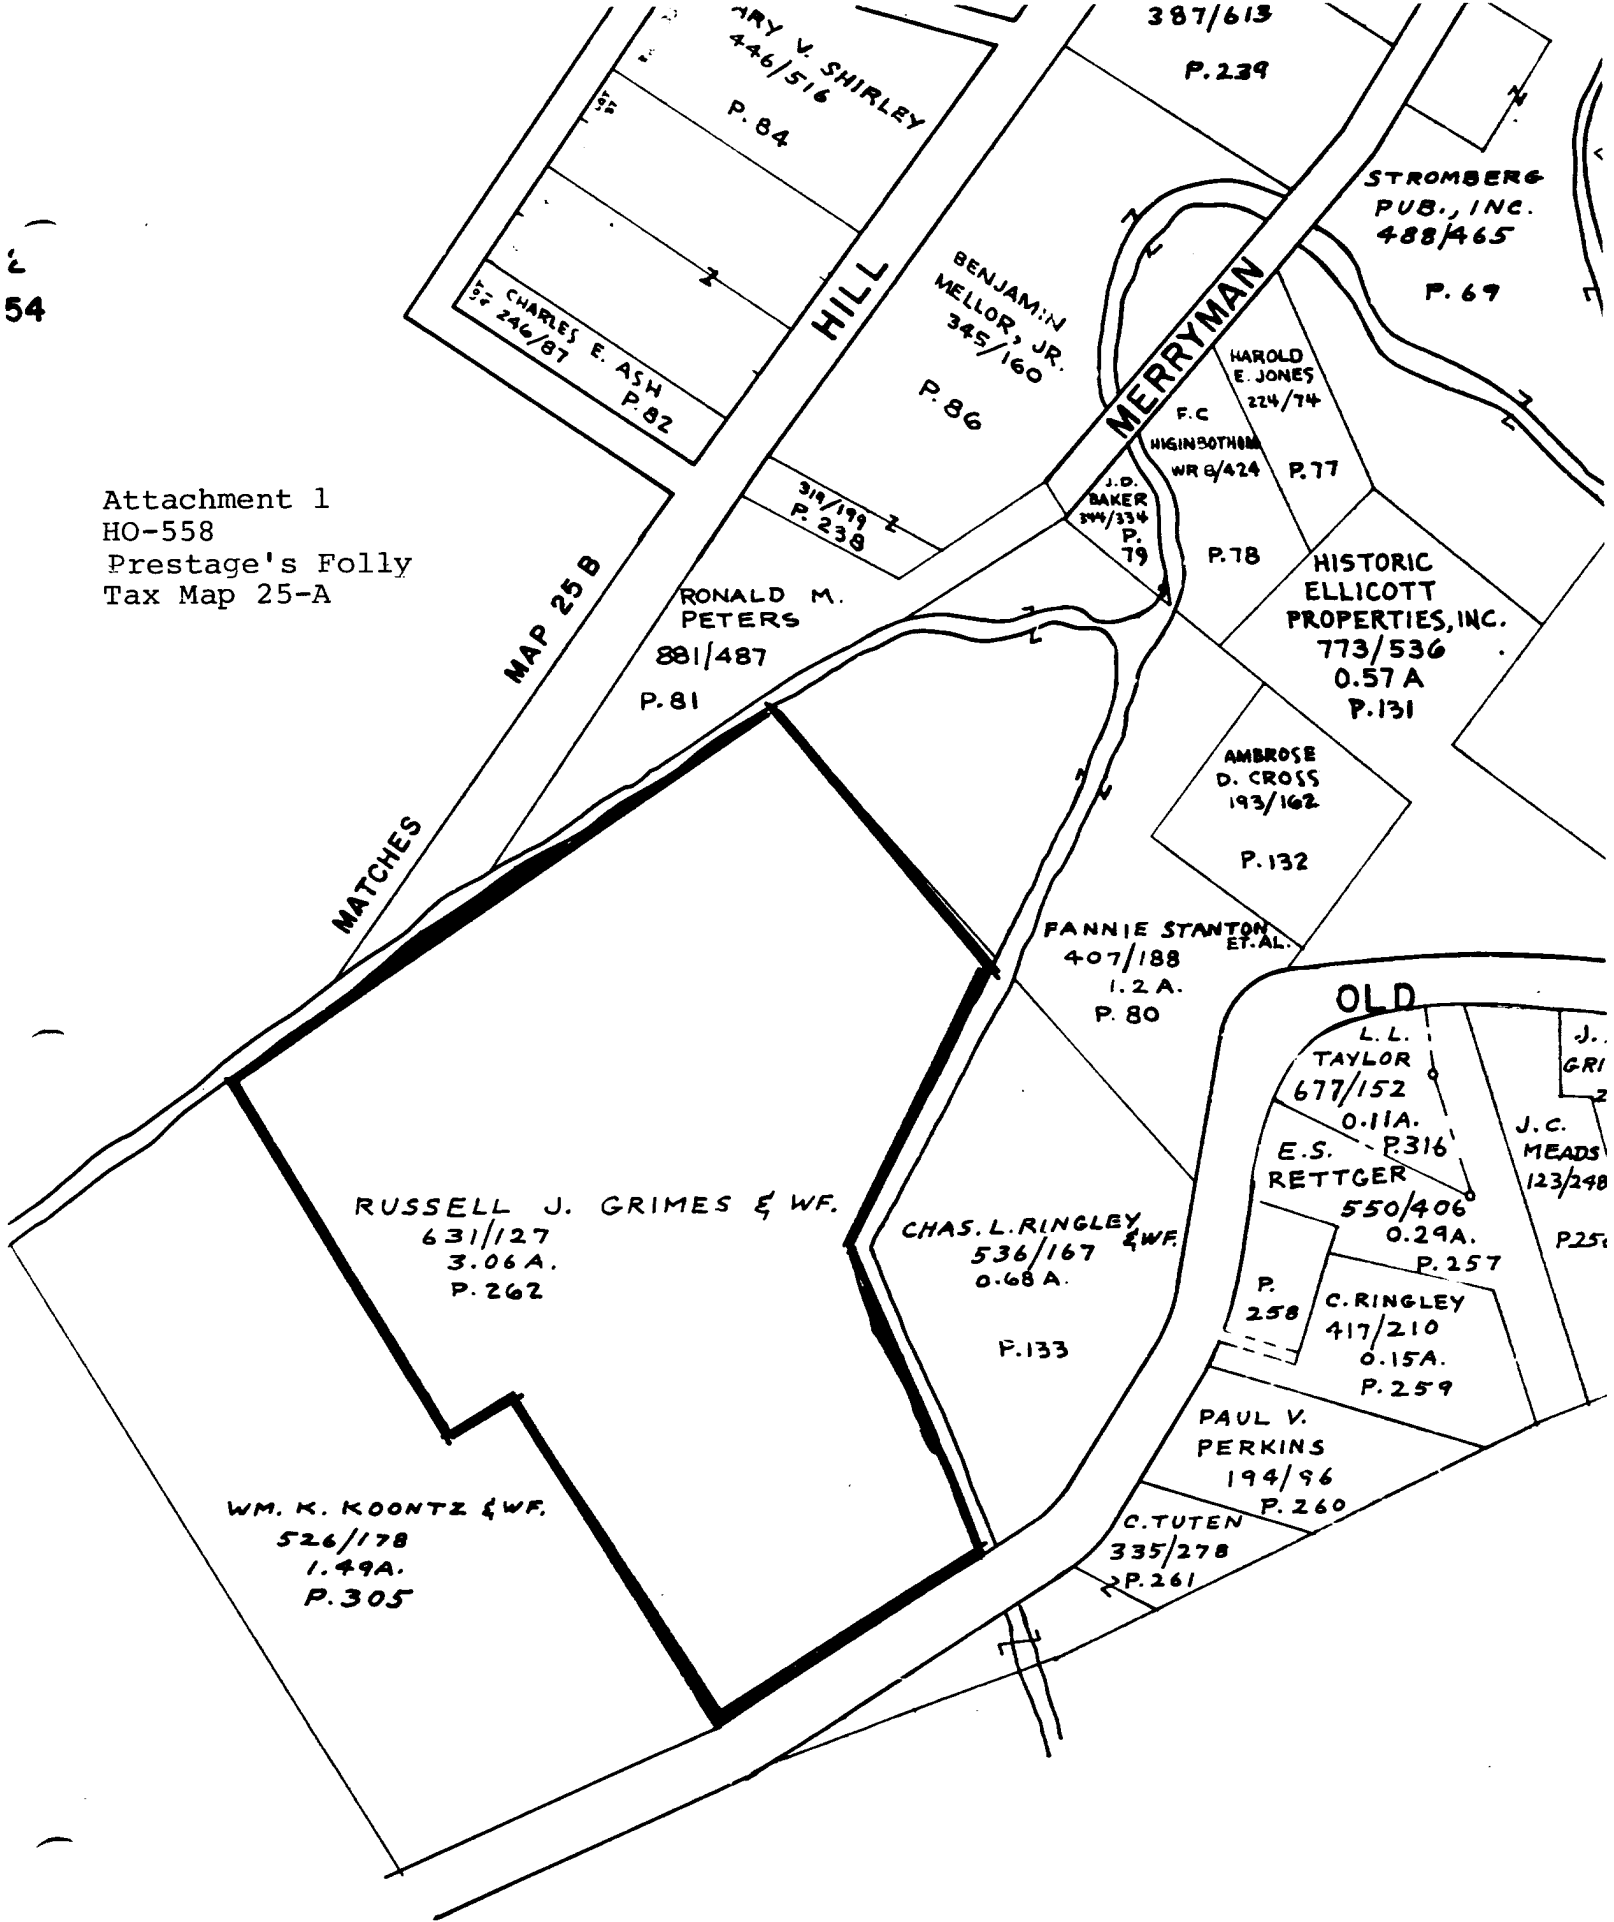 V. SHIRLEY
446/516
P. 84
387/613
P. 239
STROMBERG
PUB., INC.
488/465
P. 69
54
LOT
LOT
CHARLES E. ASH
246/87
P. 82
HILL
BENJAMIN
MELLOR, JR.
345/160
P. 86
MERRYMAN
HAROLD
E. JONES
224/74
P. 77
F. C
HIGINBOTHOM
WR 8/424
P. 78
J. D.
BAKER
344/334
P.
79
319/199
P. 238
Attachment 1
HO-558
Prestage's Folly
Tax Map 25-A
MATCHES MAP 25 B
RONALD M.
PETERS
881/487
P. 81
HISTORIC
ELLICOTT
PROPERTIES, INC.
773/536
0.57 A
P. 131
AMBROSE
D. CROSS
193/162
P. 132
FANNIE STANTON
ET. AL.
407/188
1.2 A.
P. 80
OLD
L. L.
TAYLOR
677/152
0.11A.
P.316
J.
GRI
2
J. C.
MEADS
123/248
E.S.
RETTGER
550/406
0.29A.
P.257
RUSSELL J. GRIMES & WF.
631/127
3.06 A.
P. 262
CHAS. L. RINGLEY
& WF.
536/167
0.68 A.
P.133
P.
258
C. RINGLEY
417/210
0.15A.
P. 259
PAUL V.
PERKINS
194/96
P. 260
C. TUTEN
335/278
P. 261
WM. K. KOONTZ & WF.
526/178
1.49A.
P. 305